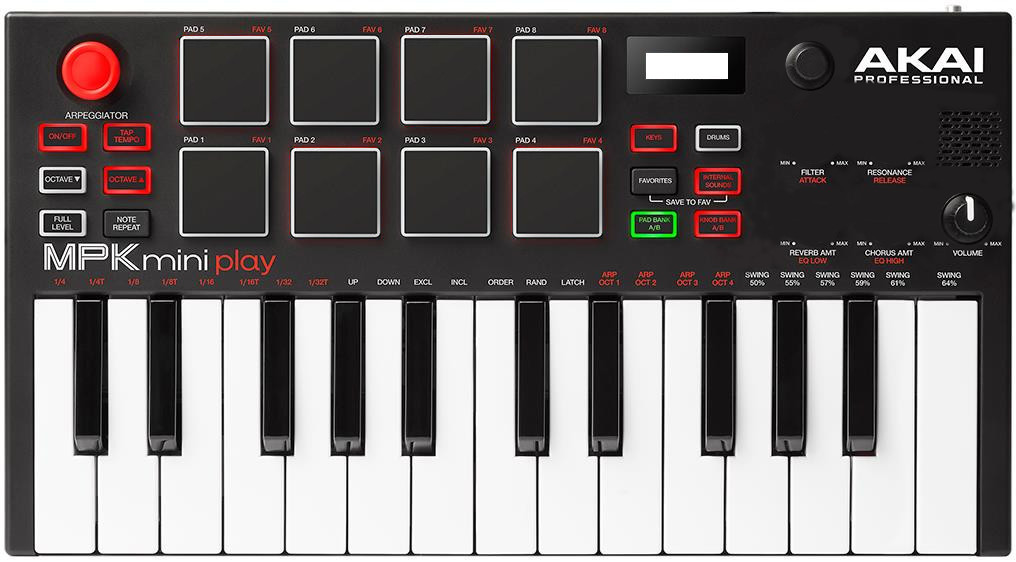 PAD 5 FAV 5 PAD 6 FAV 6 PAD 7 FAV 7 PAD 8 FAV 8
AKAI
PROFESSIONAL
ARPEGGIATOR
ON/OFF
TAP
TEMPO
OCTAVE ▼
OCTAVE ▲
FULL
LEVEL
NOTE
REPEAT
PAD 1 FAV 1 PAD 2 FAV 2 PAD 3 FAV 3 PAD 4 FAV 4
KEYS
DRUMS
FAVORITES
INTERNAL
SOUNDS
SAVE TO FAV
PAD BANK
A/B
KNOB BANK
A/B
MIN MAX MIN MAX
FILTER RESONANCE
ATTACK RELEASE
MIN MAX MIN MAX MIN MAX
REVERB AMT CHORUS AMT VOLUME
EQ LOW EQ HIGH
MPK mini play
1/4 1/4T 1/8 1/8T 1/16 1/16T 1/32 1/32T UP DOWN EXCL INCL ORDER RAND LATCH
ARP
OCT 1
ARP
OCT 2
ARP
OCT 3
ARP
OCT 4
SWING
50%
SWING
55%
SWING
57%
SWING
59%
SWING
61%
SWING
64%